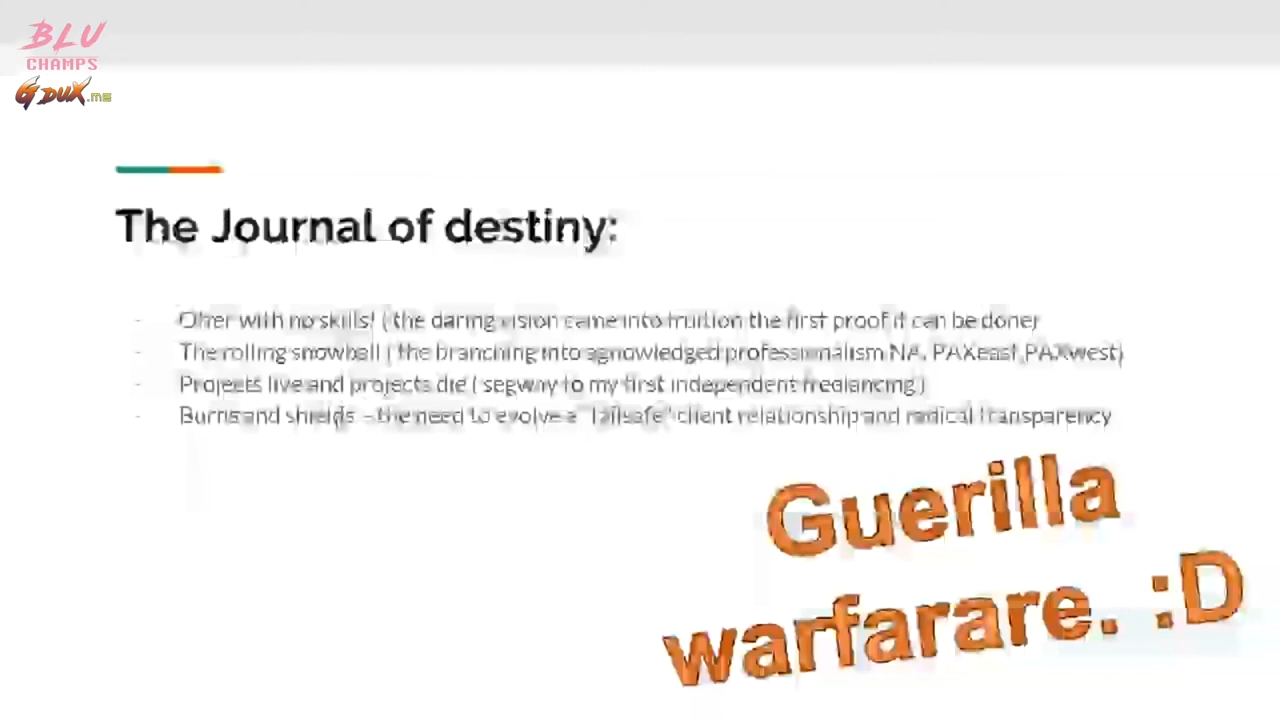 BLU
CHAMPS
G DUX.me
The Journal of destiny:
- Offer with no skills! ( the daring vision came into fruition the first proof it can be done)
- The rolling snowball ( the branching into agnowledged professionalism NA, PAXeast,PAXwest)
- Projects live and projects die ( segway to my first independent frealancing )
- Burns and shields - the need to evolve a "failsafe" client relationship and radical transparency
Guerilla
warfarare. :D